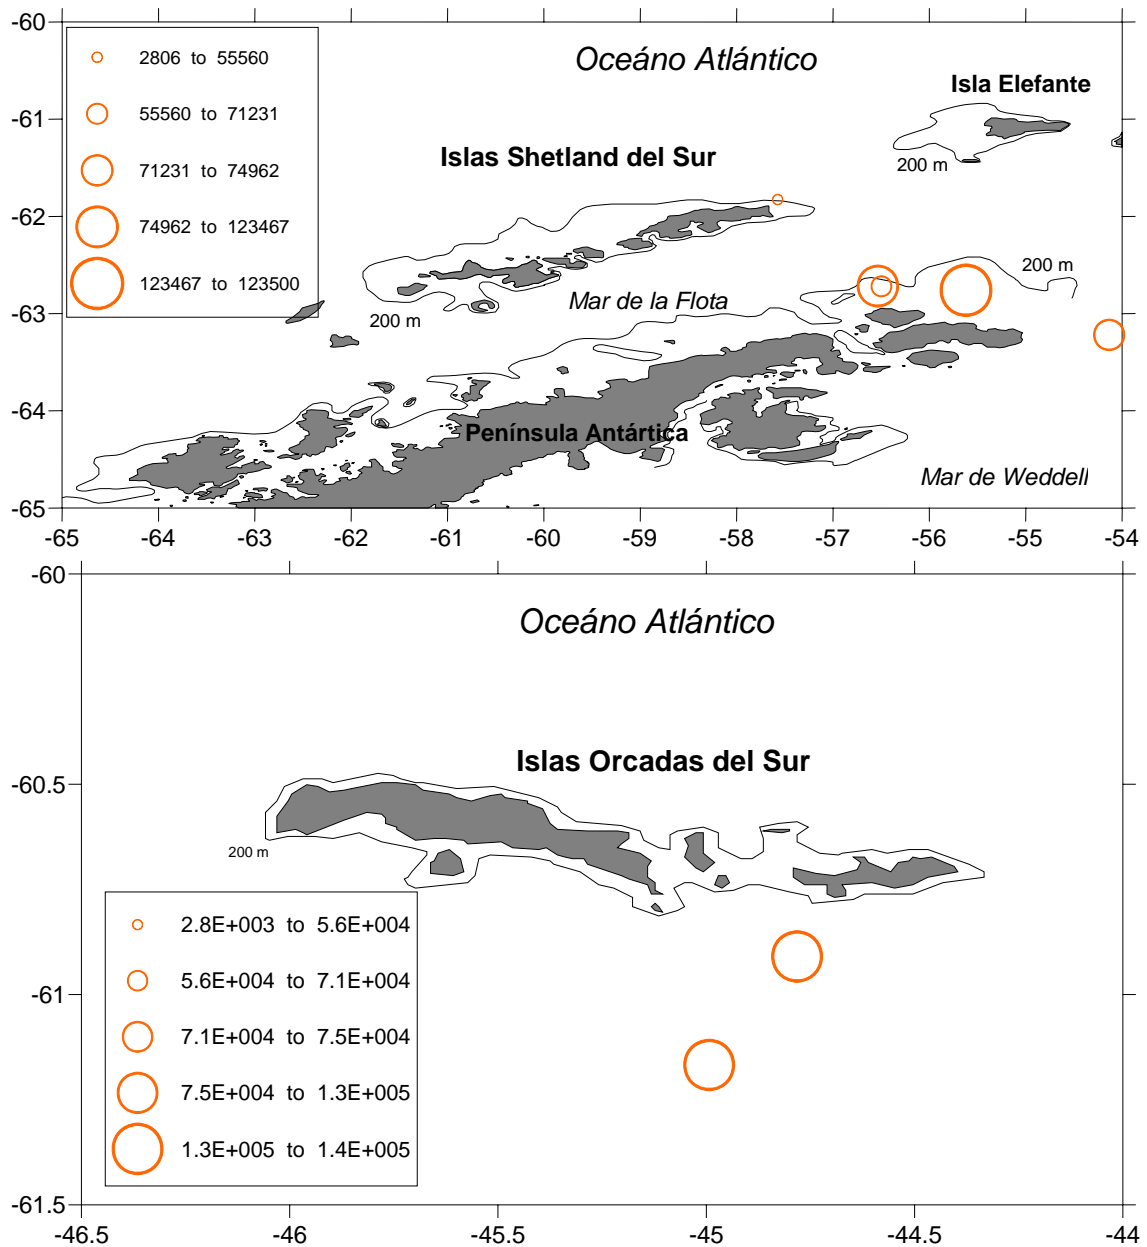 -60
Oceáno Atlántico
2806 to 55560
Isla Elefante
55560 to 71231
-61
Islas Shetland del Sur
200 m
71231 to 74962
-62
74962 to 123467
200 m
123467 to 123500
Mar de la Flota
-63
200 m
-64
Península Antártica
Mar de Weddell
-65
-65 -64 -63 -62 -61 -60 -59 -58 -57 -56 -55 -54
-60
Oceáno Atlántico
Islas Orcadas del Sur
-60.5
200 m
2.8E+003 to 5.6E+004
5.6E+004 to 7.1E+004
-61
7.1E+004 to 7.5E+004
7.5E+004 to 1.3E+005
1.3E+005 to 1.4E+005
-61.5
-46.5 -46 -45.5 -45 -44.5 -44